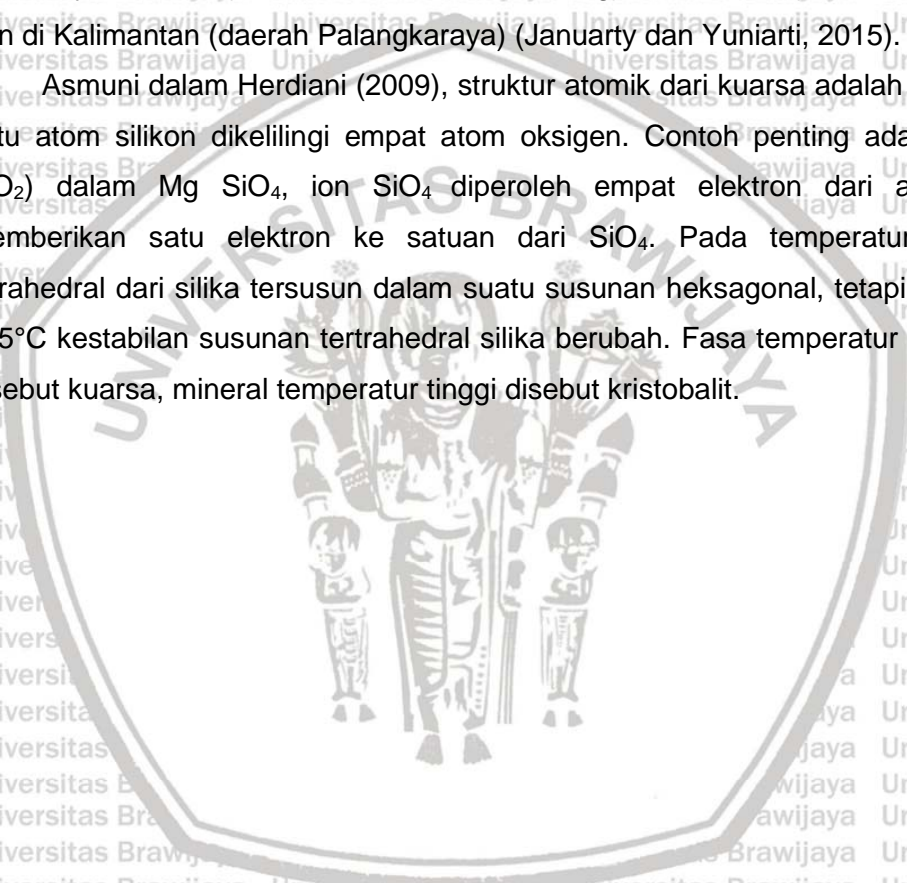 n di Kalimantan (daerah Palangkaraya) (Januarty dan Yuniarti, 2015).
Asmuni dalam Herdiani (2009), struktur atomik dari kuarsa adalah
tu atom silikon dikelilingi empat atom oksigen. Contoh penting ada
O₂) dalam Mg SiO₄, ion SiO₄ diperoleh empat elektron dari a
emberikan satu elektron ke satuan dari SiO₄. Pada temperatur
rahedral dari silika tersusun dalam suatu susunan heksagonal, tetapi
5°C kestabilan susunan tertrahedral silika berubah. Fasa temperatur
sebut kuarsa, mineral temperatur tinggi disebut kristobalit.
UNIVERSITAS BRAWIJAYA